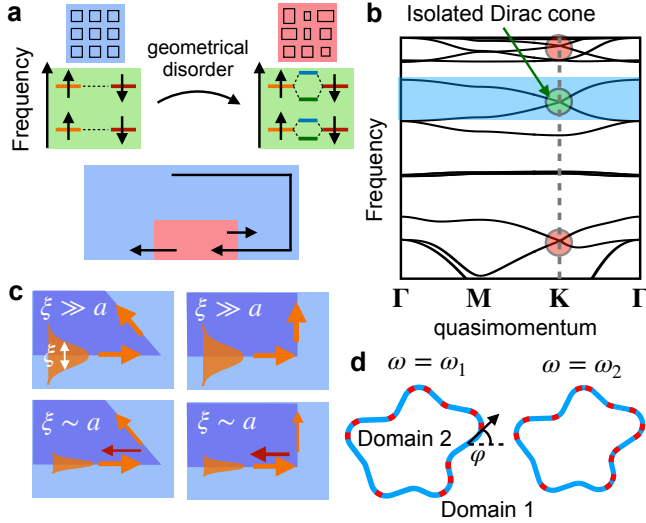 a
geometrical
disorder
Frequency
b
Isolated Dirac cone
Frequency
Γ M K Γ
quasimomentum
c
ξ ≫ a
ξ
ξ ≫ a
ξ ~ a
ξ ~ a
d
ω = ω₁
ω = ω₂
Domain 2
φ
Domain 1